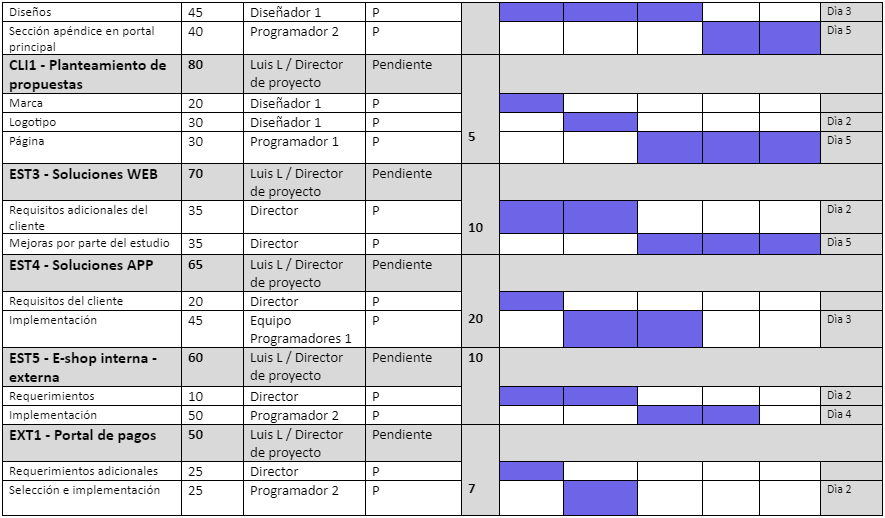 Diseños 45 Diseñador 1 P Dia 3
Sección apéndice en portal 40 Programador 2 P Dia 5
principal
CLI1 - Planteamiento de 80 Luis L / Director Pendiente
propuestas de proyecto
Marca 20 Diseñador 1 P
Logotipo 30 Diseñador 1 P Dia 2
Página 30 Programador 1 P 5 Dia 5
EST3 - Soluciones WEB 70 Luis L / Director Pendiente
de proyecto
Requisitos adicionales del 35 Director P Dia 2
cliente 10
Mejoras por parte del estudio 35 Director P Dia 5
EST4 - Soluciones APP 65 Luis L / Director Pendiente
de proyecto
Requisitos del cliente 20 Director P
Implementación 45 Equipo P 20 Dia 3
Programadores 1
EST5 - E-shop interna - 60 Luis L / Director Pendiente 10
externa de proyecto
Requerimientos 10 Director P Dia 2
Implementación 50 Programador 2 P Dia 4
EXT1 - Portal de pagos 50 Luis L / Director Pendiente
de proyecto
Requerimientos adicionales 25 Director P
Selección e implementación 25 Programador 2 P 7 Dia 2